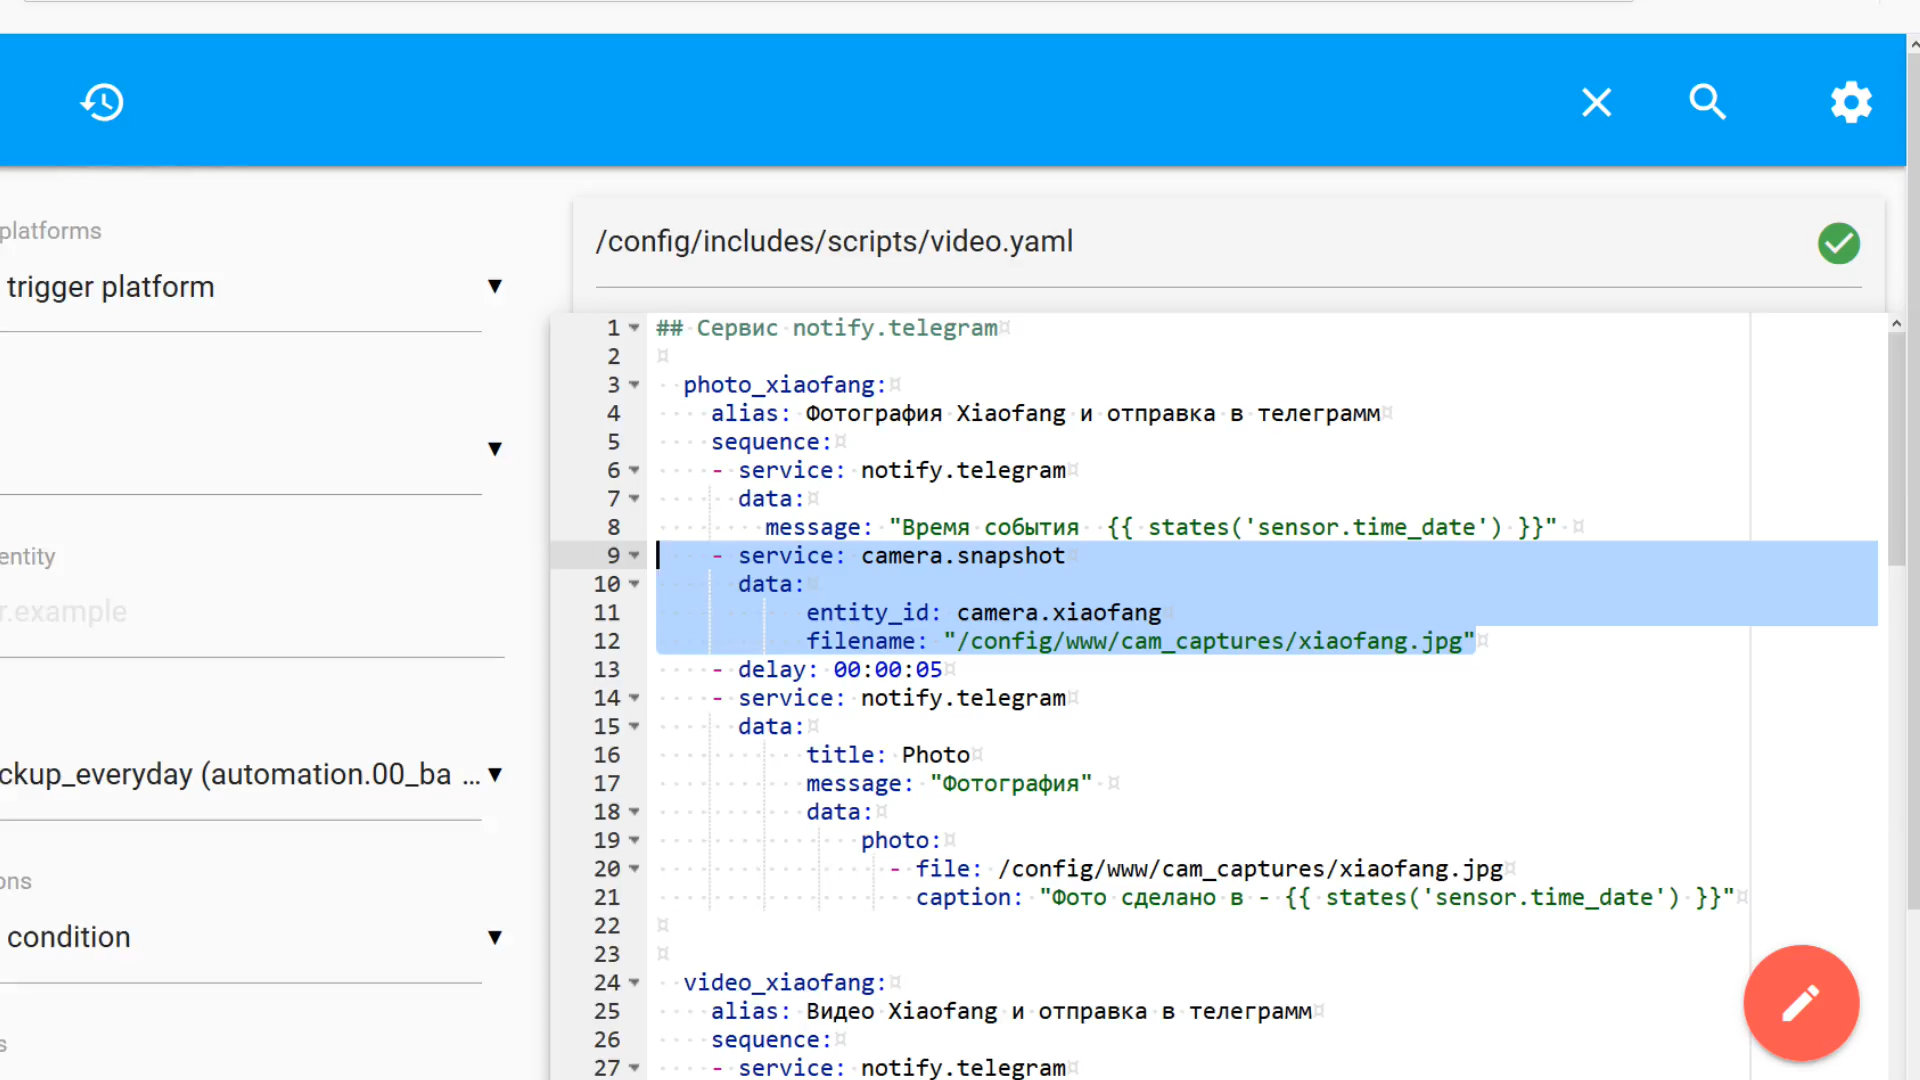 platforms
trigger platform
entity
r.example
ckup_everyday (automation.00_ba ...
ons
condition
s
/config/includes/scripts/video.yaml
1 ## Сервис notify.telegram
2
3 photo_xiaofang:
4 alias: Фотография Xiaofang и отправка в телеграмм
5 sequence:
6 - service: notify.telegram
7 data:
8 message: "Время события {{ states('sensor.time_date') }}"
9 - service: camera.snapshot
10 data:
11 entity_id: camera.xiaofang
12 filename: "/config/www/cam_captures/xiaofang.jpg"
13 - delay: 00:00:05
14 - service: notify.telegram
15 data:
16 title: Photo
17 message: "Фотография"
18 data:
19 photo:
20 - file: /config/www/cam_captures/xiaofang.jpg
21 caption: "Фото сделано в - {{ states('sensor.time_date') }}"
22
23
24 video_xiaofang:
25 alias: Видео Xiaofang и отправка в телеграмм
26 sequence:
27 - service: notify.telegram